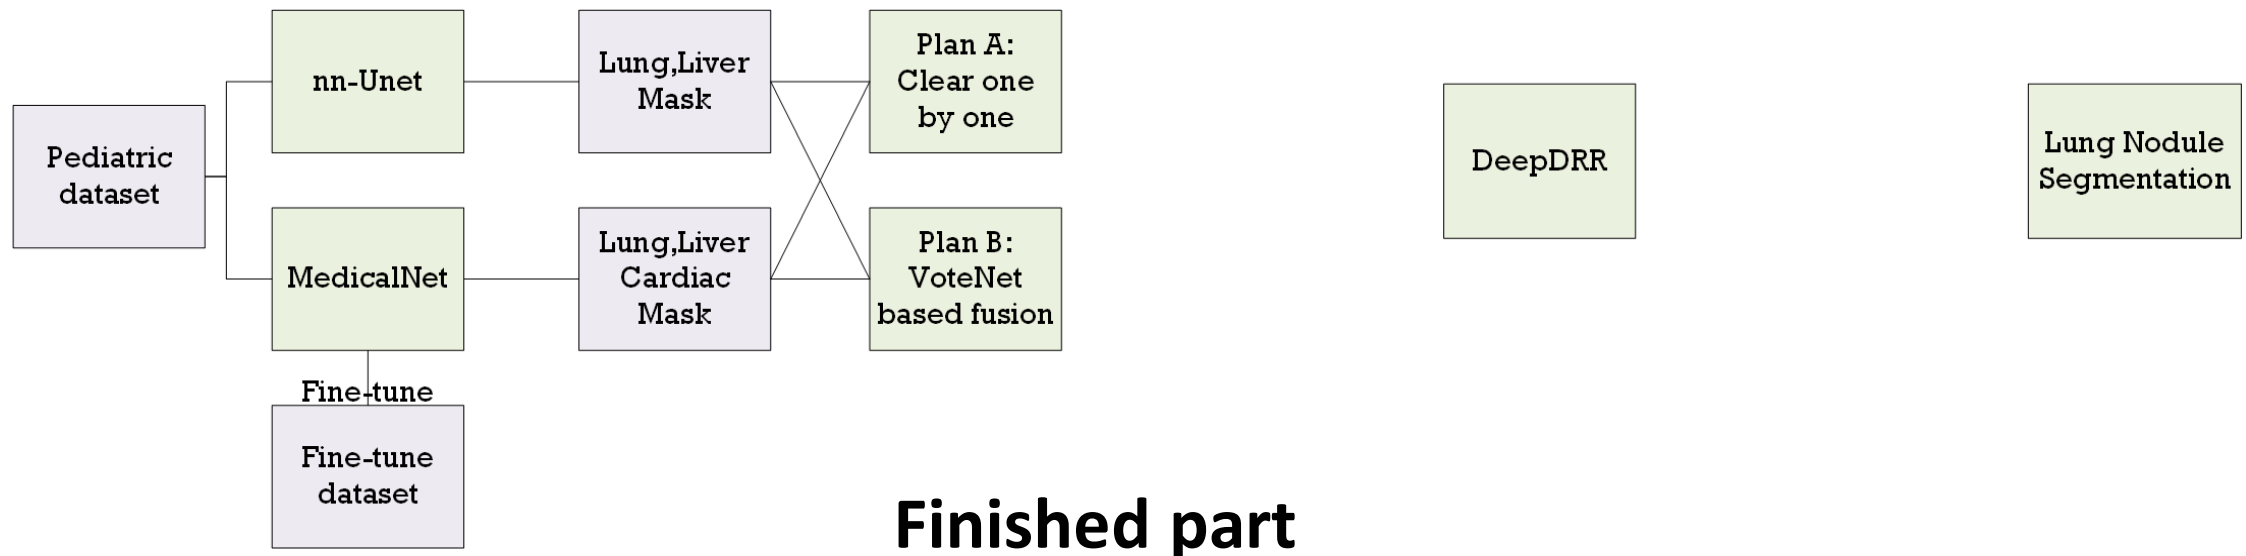 Pediatric
dataset
nn-Unet
MedicalNet
Fine-tune
Fine-tune
dataset
Lung,Liver
Mask
Lung,Liver
Cardiac
Mask
Plan A:
Clear one
by one
Plan B:
VoteNet
based fusion
DeepDRR
Lung Nodule
Segmentation
Finished part